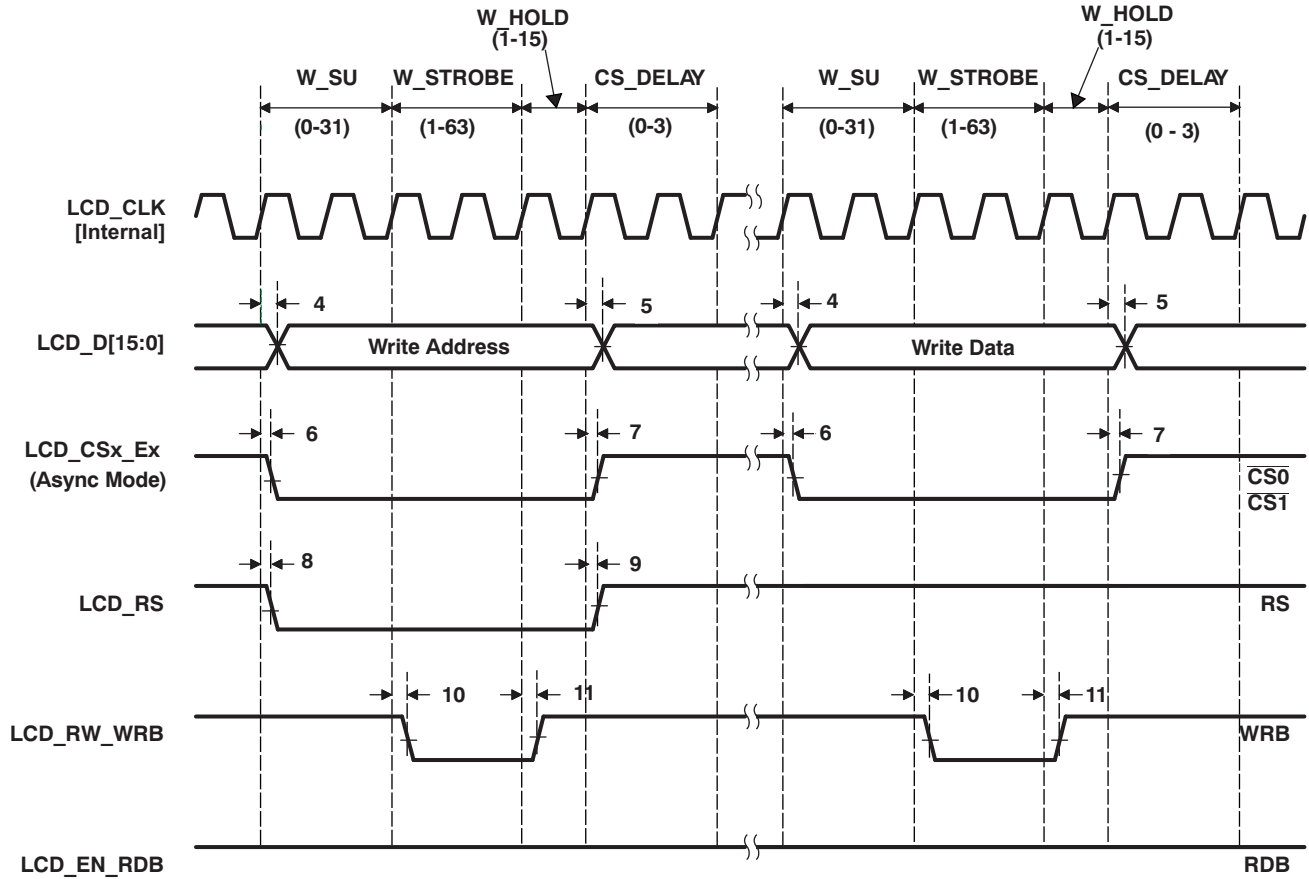 W_HOLD
(1-15)
W_HOLD
(1-15)
W_SU
W_STROBE
CS_DELAY
W_SU
W_STROBE
CS_DELAY
(0-31)
(1-63)
(0-3)
(0-31)
(1-63)
(0 - 3)
LCD_CLK
[Internal]
4
5
4
5
LCD_D[15:0]
Write Address
Write Data
6
7
6
7
LCD_CSx_Ex
(Async Mode)
CS0
CS1
8
9
LCD_RS
RS
10
11
10
11
LCD_RW_WRB
WRB
LCD_EN_RDB
RDB